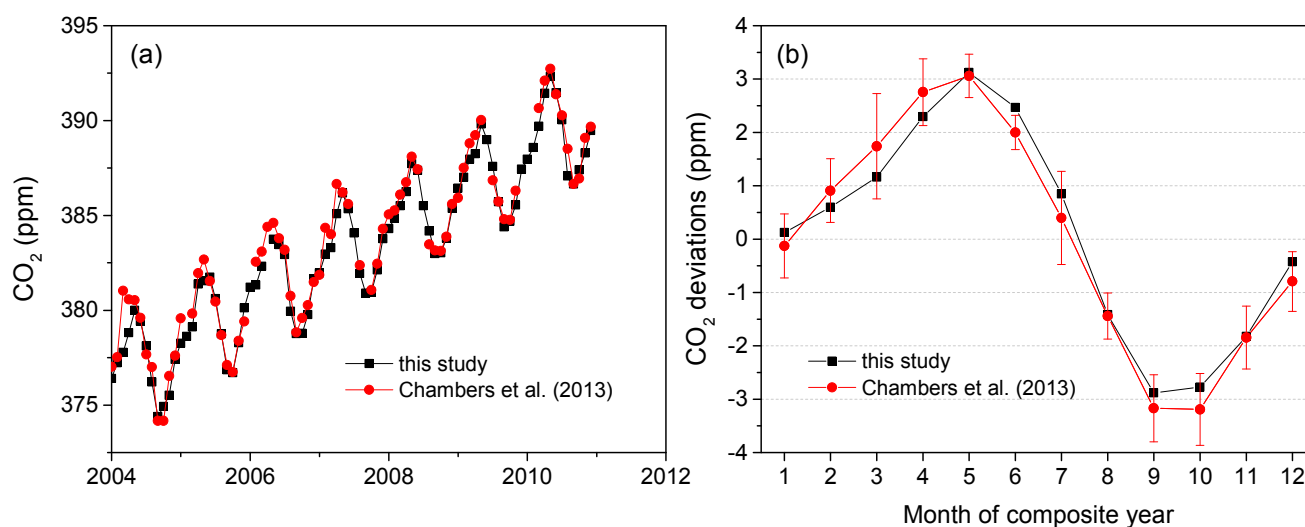 (a)
CO₂ (ppm)
395
390
385
380
375
2004
2006
2008
2010
2012
this study
Chambers et al. (2013)
(b)
CO₂ deviations (ppm)
4
3
2
1
0
-1
-2
-3
-4
1 2 3 4 5 6 7 8 9 10 11 12
Month of composite year
this study
Chambers et al. (2013)